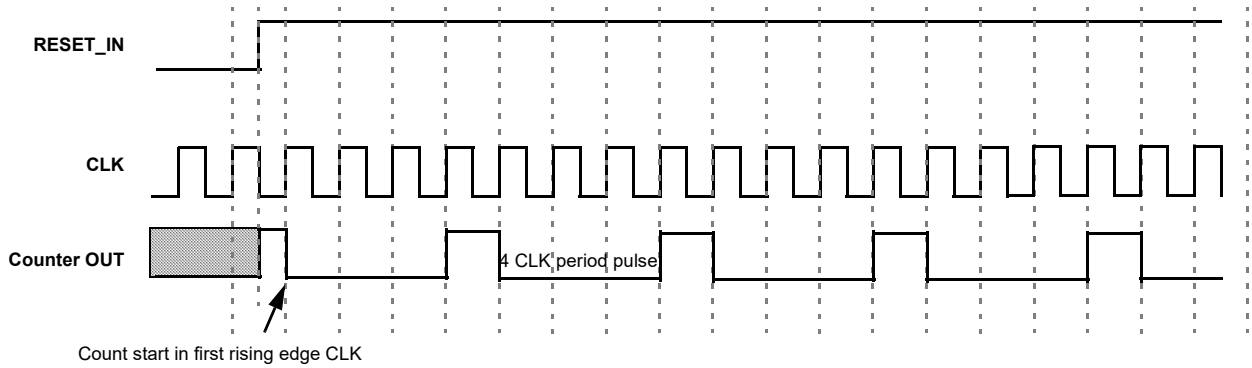 RESET_IN
CLK
Counter OUT
4 CLK period pulse
Count start in first rising edge CLK